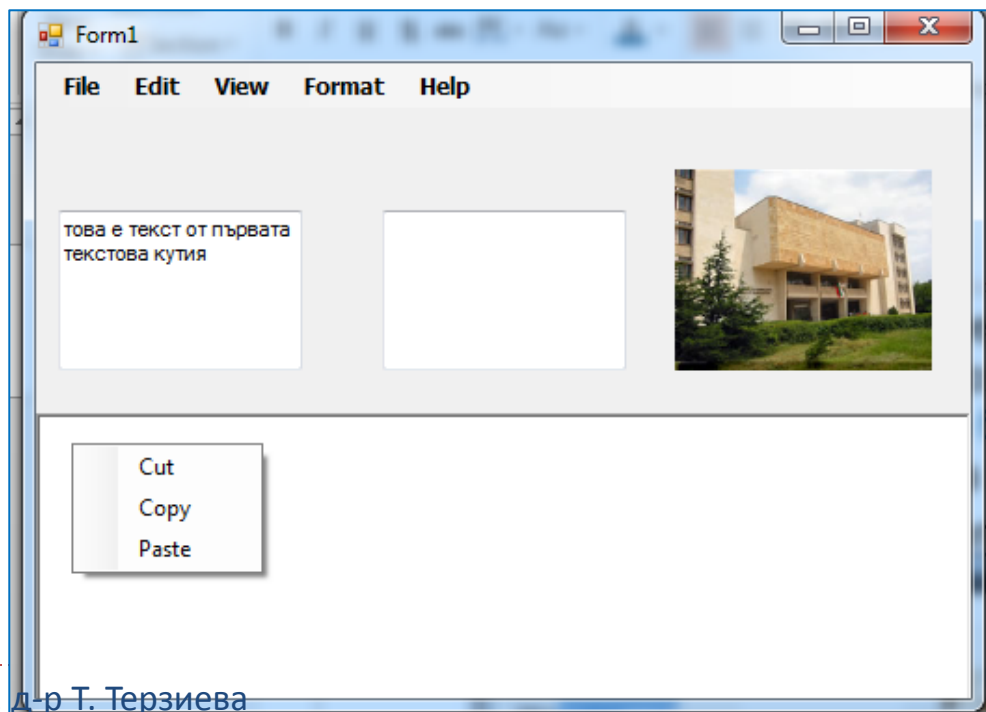 Form1
File Edit View Format Help
това е текст от първата
текстова кутия
Cut
Copy
Paste
д-р Т. Терзиева